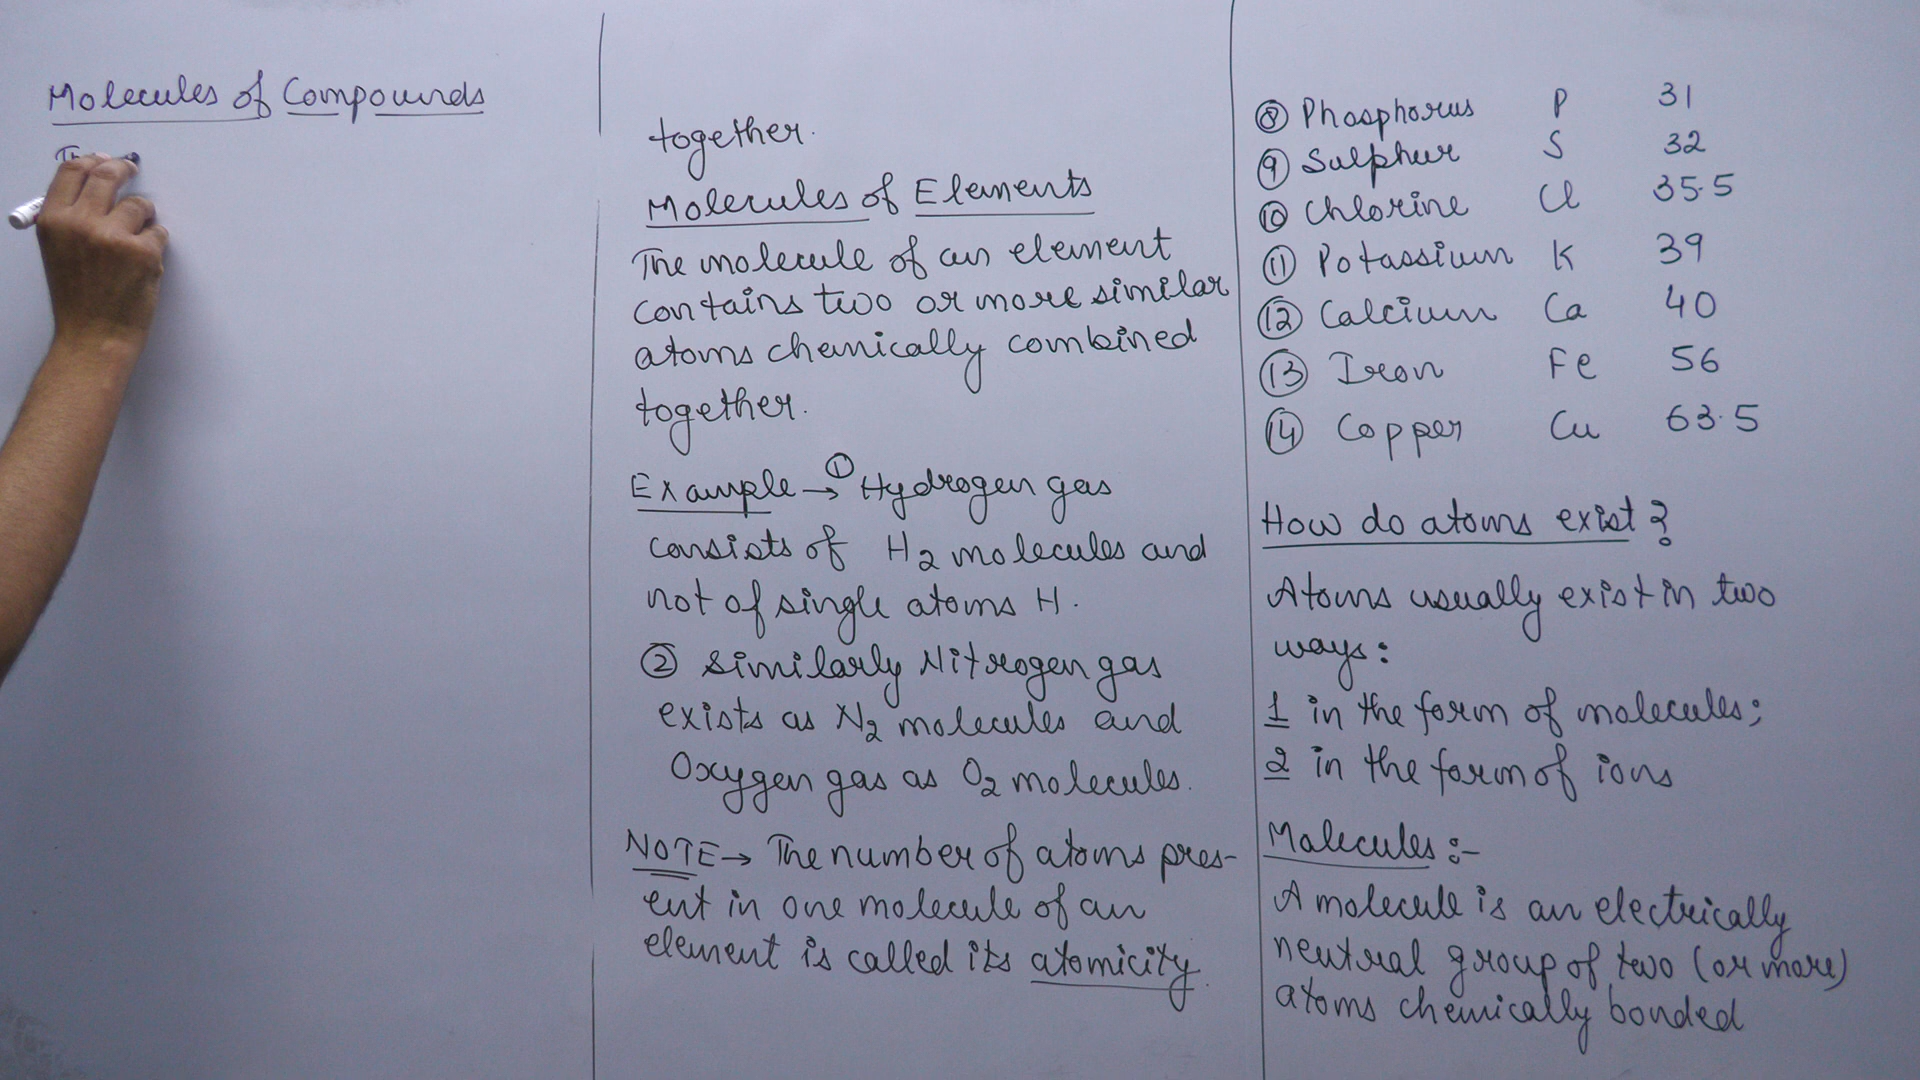 Molecules of Compounds
together.
Molecules of Elements
The molecule of an element
contains two or more similar
atoms chemically combined
together.
Example → ① Hydrogen gas
consists of H2 molecules and
not of single atoms H.
② Similarly Nitrogen gas
exists as N2 molecules and
Oxygen gas as O2 molecules.
NOTE → The number of atoms pres-
ent in one molecule of an
element is called its atomicity.
⑧ Phosphorus P 31
⑨ Sulphur S 32
⑩ Chlorine Cl 35.5
⑪ Potassium K 39
⑫ Calcium Ca 40
⑬ Iron Fe 56
⑭ Copper Cu 63.5
How do atoms exist?
Atoms usually exist in two
ways:
1 in the form of molecules;
2 in the form of ions
Molecules :-
A molecule is an electrically
neutral group of two (or more)
atoms chemically bonded